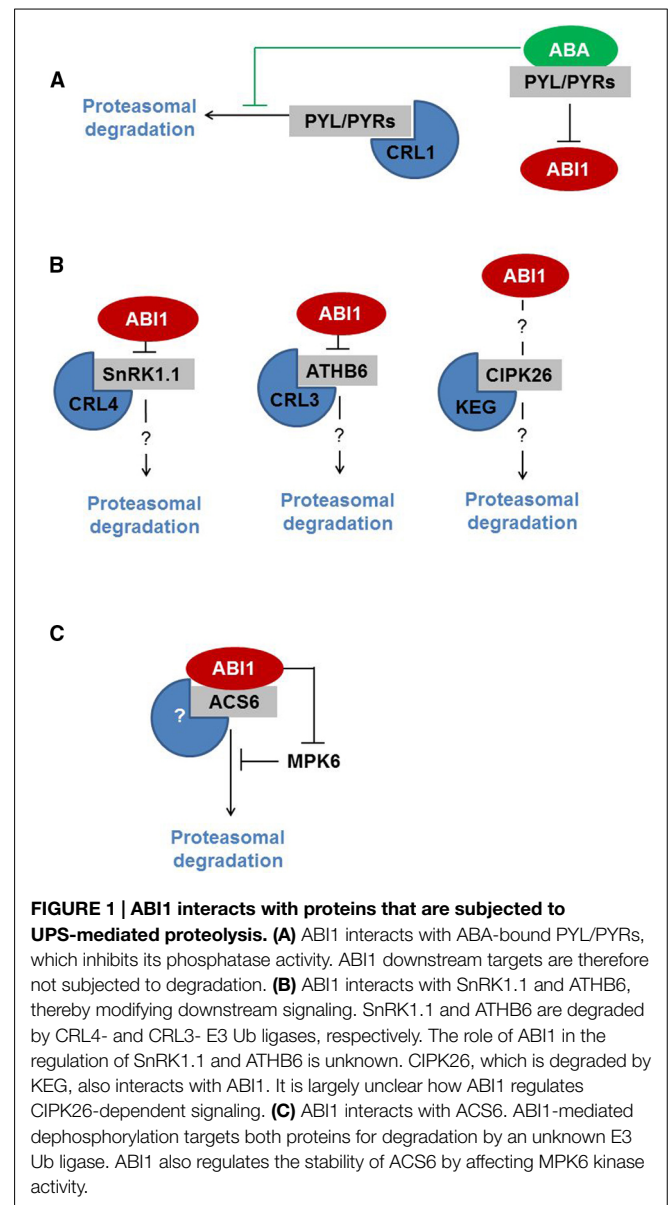 A
ABA
PYL/PYRs
Proteasomal
degradation
PYL/PYRs
CRL1
ABI1
B
ABI1
SnRK1.1
CRL4
?
Proteasomal
degradation
ABI1
ATHB6
CRL3
?
Proteasomal
degradation
ABI1
?
CIPK26
KEG
?
Proteasomal
degradation
C
ABI1
ACS6
?
MPK6
Proteasomal
degradation
FIGURE 1 | ABI1 interacts with proteins that are subjected to
UPS-mediated proteolysis. (A) ABI1 interacts with ABA-bound PYL/PYRs,
which inhibits its phosphatase activity. ABI1 downstream targets are therefore
not subjected to degradation. (B) ABI1 interacts with SnRK1.1 and ATHB6,
thereby modifying downstream signaling. SnRK1.1 and ATHB6 are degraded
by CRL4- and CRL3- E3 Ub ligases, respectively. The role of ABI1 in the
regulation of SnRK1.1 and ATHB6 is unknown. CIPK26, which is degraded by
KEG, also interacts with ABI1. It is largely unclear how ABI1 regulates
CIPK26-dependent signaling. (C) ABI1 interacts with ACS6. ABI1-mediated
dephosphorylation targets both proteins for degradation by an unknown E3
Ub ligase. ABI1 also regulates the stability of ACS6 by affecting MPK6 kinase
activity.